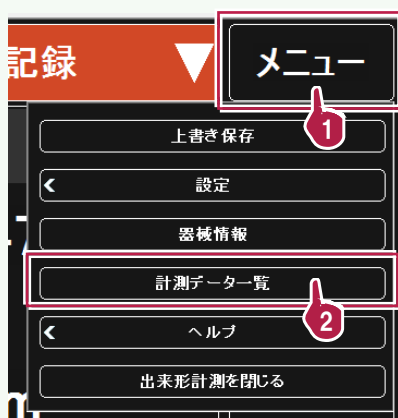 記録 ▼ メニュー
1
上書き保存
設定
器械情報
計測データ一覧
2
ヘルプ
出来形計測を閉じる
m